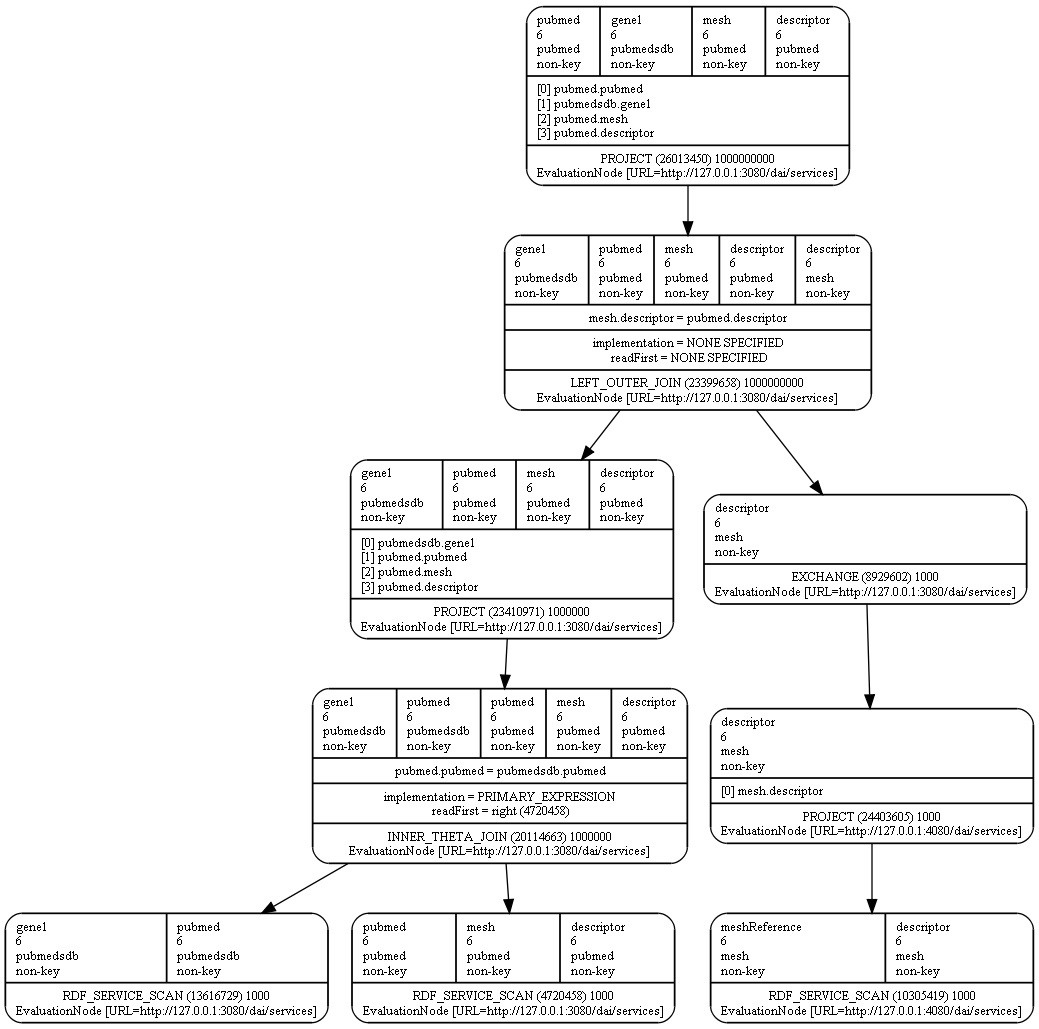 pubmed gene1 mesh descriptor
6 6 6 6
pubmed pubmedsdb pubmed pubmed
non-key non-key non-key non-key
[0] pubmed.pubmed
[1] pubmedsdb.gene1
[2] pubmed.mesh
[3] pubmed.descriptor
PROJECT (26013450) 1000000000
EvaluationNode [URL=http://127.0.0.1:3080/dai/services]
gene1 pubmed mesh descriptor descriptor
6 6 6 6 6
pubmedsdb pubmed pubmed pubmed mesh
non-key non-key non-key non-key non-key
mesh.descriptor = pubmed.descriptor
implementation = NONE SPECIFIED
readFirst = NONE SPECIFIED
LEFT_OUTER_JOIN (23399658) 1000000000
EvaluationNode [URL=http://127.0.0.1:3080/dai/services]
gene1 pubmed mesh descriptor
6 6 6 6
pubmedsdb pubmed pubmed pubmed
non-key non-key non-key non-key
[0] pubmedsdb.gene1
[1] pubmed.pubmed
[2] pubmed.mesh
[3] pubmed.descriptor
PROJECT (23410971) 1000000
EvaluationNode [URL=http://127.0.0.1:3080/dai/services]
descriptor
6
mesh
non-key
EXCHANGE (8929602) 1000
EvaluationNode [URL=http://127.0.0.1:3080/dai/services]
gene1 pubmed pubmed mesh descriptor
6 6 6 6 6
pubmedsdb pubmedsdb pubmed pubmed pubmed
non-key non-key non-key non-key non-key
pubmed.pubmed = pubmedsdb.pubmed
implementation = PRIMARY_EXPRESSION
readFirst = right (4720458)
INNER_THETA_JOIN (20114663) 1000000
EvaluationNode [URL=http://127.0.0.1:3080/dai/services]
descriptor
6
mesh
non-key
[0] mesh.descriptor
PROJECT (24403605) 1000
EvaluationNode [URL=http://127.0.0.1:4080/dai/services]
gene1 pubmed
6 6
pubmedsdb pubmedsdb
non-key non-key
RDF_SERVICE_SCAN (13616729) 1000
EvaluationNode [URL=http://127.0.0.1:3080/dai/services]
pubmed mesh descriptor
6 6 6
pubmed pubmed pubmed
non-key non-key non-key
RDF_SERVICE_SCAN (4720458) 1000
EvaluationNode [URL=http://127.0.0.1:3080/dai/services]
meshReference descriptor
6 6
mesh mesh
non-key non-key
RDF_SERVICE_SCAN (10305419) 1000
EvaluationNode [URL=http://127.0.0.1:4080/dai/services]